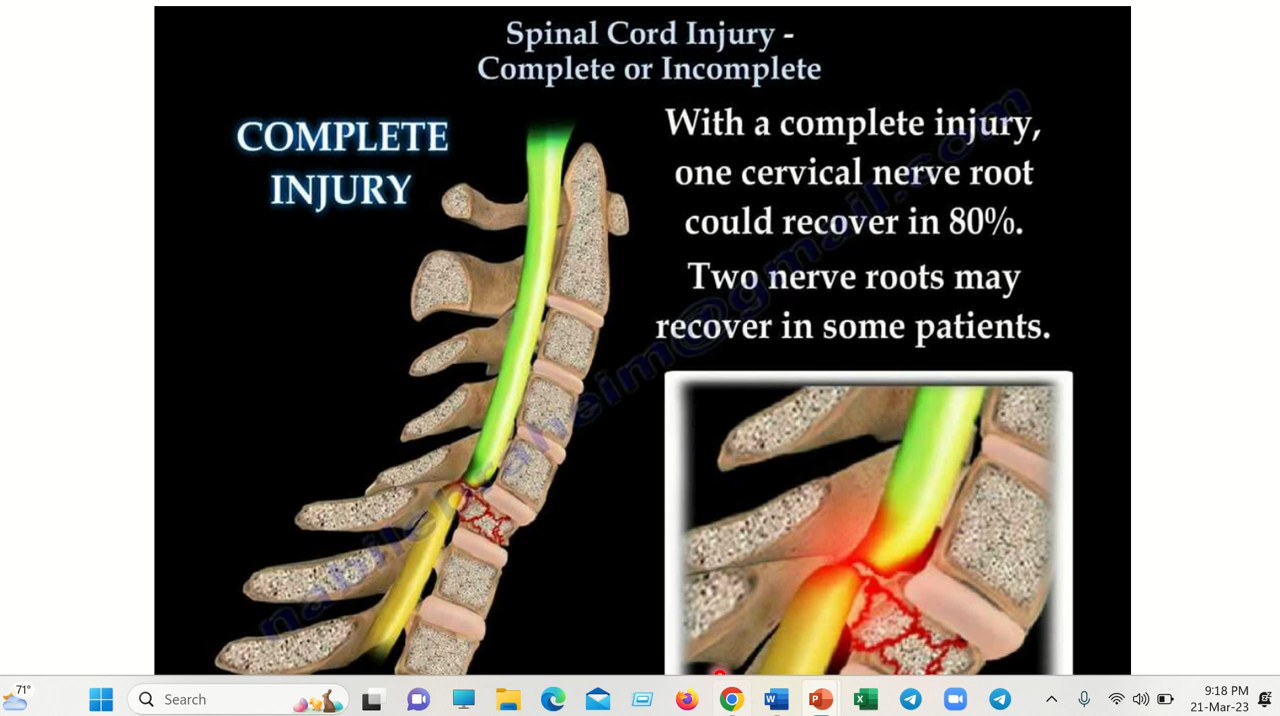 Spinal Cord Injury -
Complete or Incomplete
COMPLETE
INJURY
With a complete injury,
one cervical nerve root
could recover in 80%.
Two nerve roots may
recover in some patients.
71°
Search
9:18 PM
21-Mar-23